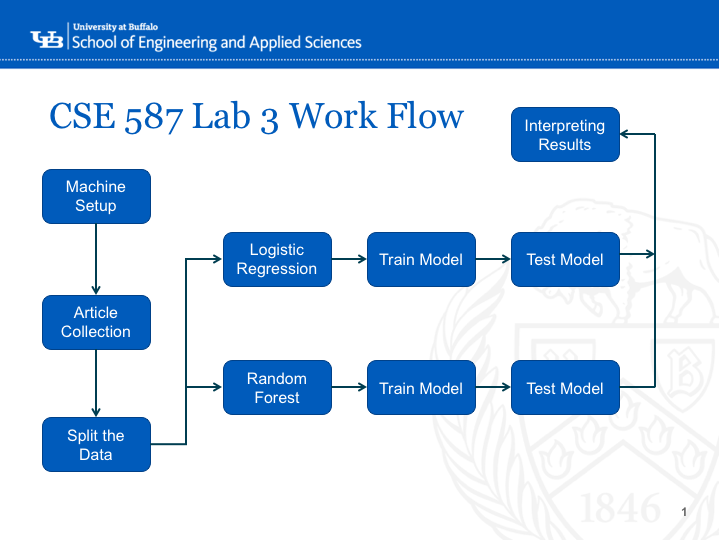 University at Buffalo
UB
School of Engineering and Applied Sciences
CSE 587 Lab 3 Work Flow
Interpreting
Results
Machine
Setup
Logistic
Regression
Train Model
Test Model
Article
Collection
Random
Forest
Train Model
Test Model
Split the
Data
1846
1